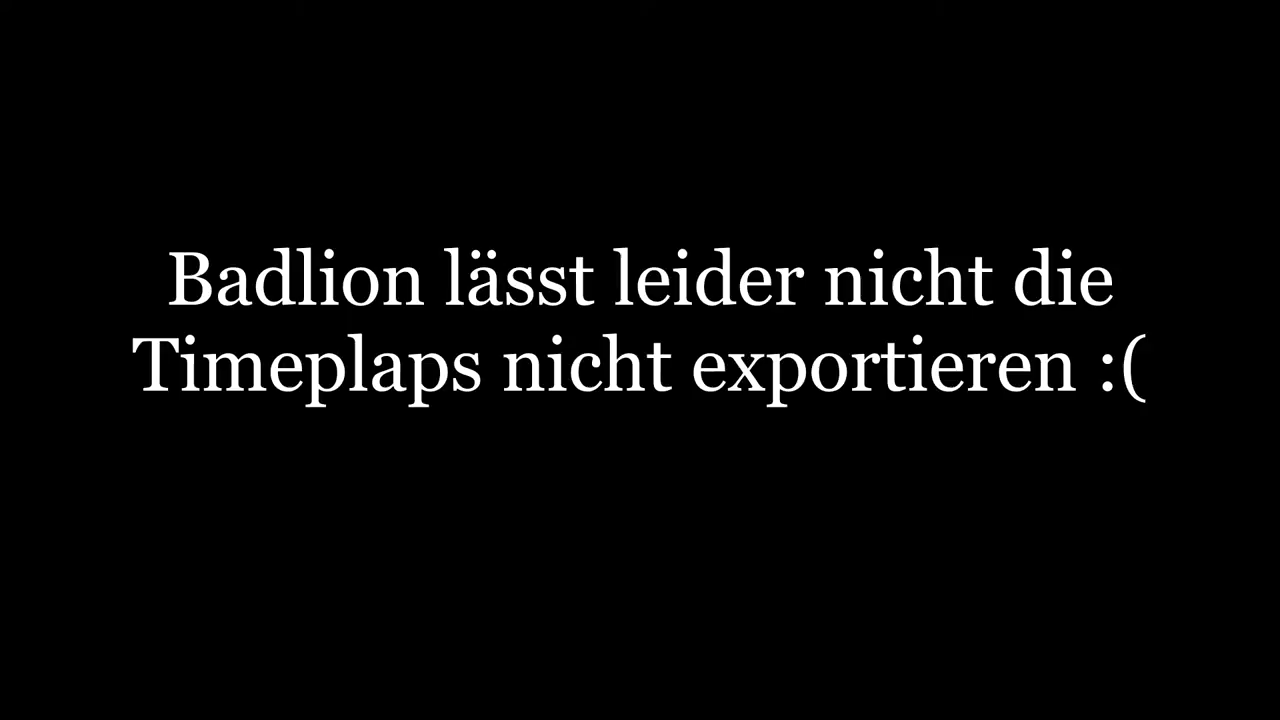 Badlion lässt leider nicht die
Timeplaps nicht exportieren :(